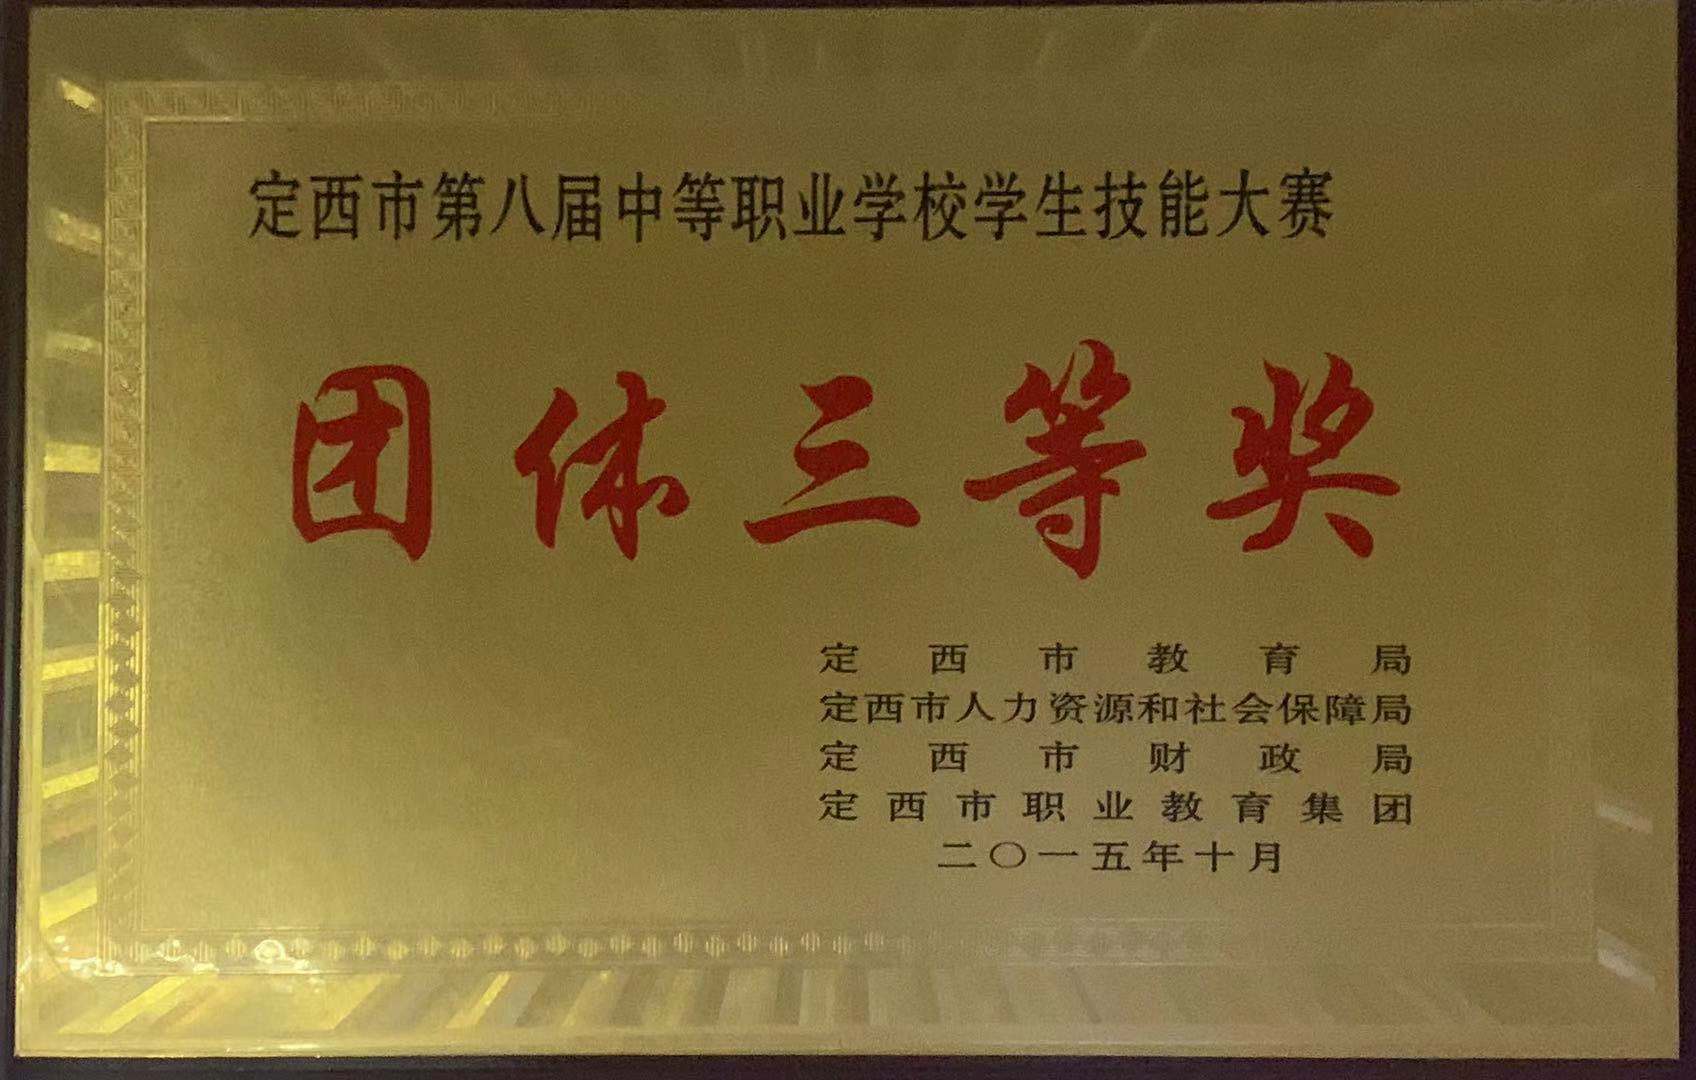 定西市第八届中等职业学校学生技能大赛
团体三等奖
定西市教育局
定西市人力资源和社会保障局
定西市财政局
定西市职业教育集团
二〇一五年十月